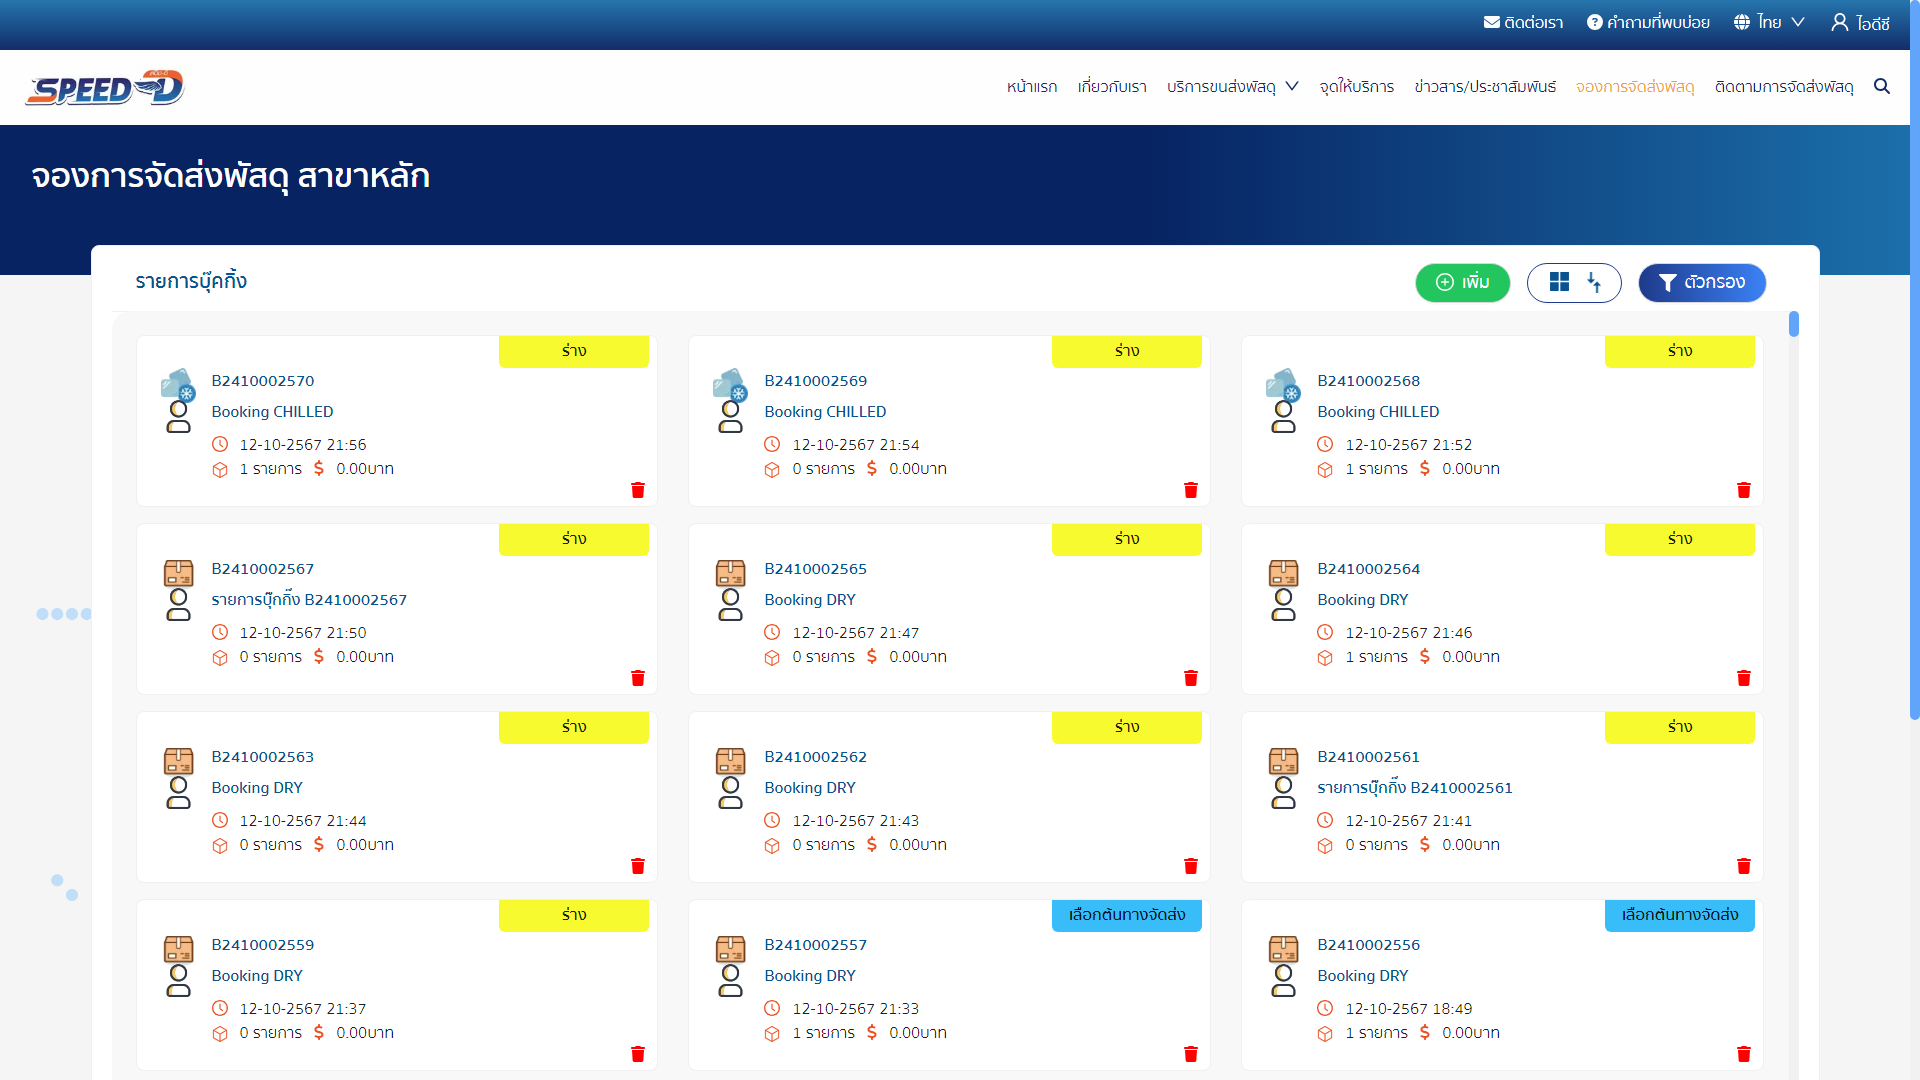 ติดต่อเรา คำถามที่พบบ่อย ไทย ไอดีซี
SPEED-D
หน้าแรก เกี่ยวกับเรา บริการขนส่งพัสดุ จุดให้บริการ ข่าวสาร/ประชาสัมพันธ์ จองการจัดส่งพัสดุ ติดตามการจัดส่งพัสดุ
จองการจัดส่งพัสดุ สาขาหลัก
รายการบุ๊คกิ้ง เพิ่ม ตัวกรอง
ร่าง
B2410002570
Booking CHILLED
12-10-2567 21:56
1 รายการ $ 0.00บาท
ร่าง
B2410002569
Booking CHILLED
12-10-2567 21:54
0 รายการ $ 0.00บาท
ร่าง
B2410002568
Booking CHILLED
12-10-2567 21:52
1 รายการ $ 0.00บาท
ร่าง
B2410002567
รายการบุ๊กกิ๊ง B2410002567
12-10-2567 21:50
0 รายการ $ 0.00บาท
ร่าง
B2410002565
Booking DRY
12-10-2567 21:47
0 รายการ $ 0.00บาท
ร่าง
B2410002564
Booking DRY
12-10-2567 21:46
1 รายการ $ 0.00บาท
ร่าง
B2410002563
Booking DRY
12-10-2567 21:44
0 รายการ $ 0.00บาท
ร่าง
B2410002562
Booking DRY
12-10-2567 21:43
0 รายการ $ 0.00บาท
ร่าง
B2410002561
รายการบุ๊กกิ๊ง B2410002561
12-10-2567 21:41
0 รายการ $ 0.00บาท
ร่าง
B2410002559
Booking DRY
12-10-2567 21:37
0 รายการ $ 0.00บาท
เลือกต้นทางจัดส่ง
B2410002557
Booking DRY
12-10-2567 21:33
1 รายการ $ 0.00บาท
เลือกต้นทางจัดส่ง
B2410002556
Booking DRY
12-10-2567 18:49
1 รายการ $ 0.00บาท